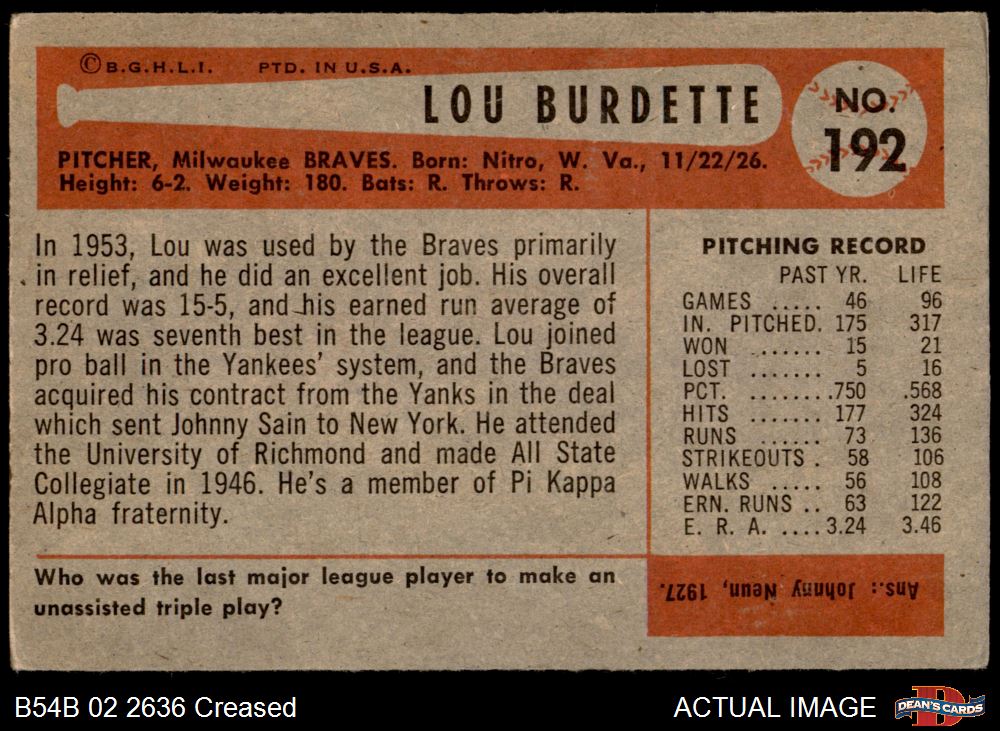 © B.G.H.L.I. PTD. IN U.S.A.
LOU BURDETTE
NO.
192
PITCHER, Milwaukee BRAVES. Born: Nitro, W. Va., 11/22/26.
Height: 6-2. Weight: 180. Bats: R. Throws: R.
In 1953, Lou was used by the Braves primarily
in relief, and he did an excellent job. His overall
record was 15-5, and his earned run average of
3.24 was seventh best in the league. Lou joined
pro ball in the Yankees' system, and the Braves
acquired his contract from the Yanks in the deal
which sent Johnny Sain to New York. He attended
the University of Richmond and made All State
Collegiate in 1946. He's a member of Pi Kappa
Alpha fraternity.
PITCHING RECORD
PAST YR. LIFE
GAMES ..... 46 96
IN. PITCHED. 175 317
WON ....... 15 21
LOST ....... 5 16
PCT. ...... .750 .568
HITS ...... 177 324
RUNS ...... 73 136
STRIKEOUTS . 58 106
WALKS ..... 56 108
ERN. RUNS .. 63 122
E. R. A. .... 3.24 3.46
Who was the last major league player to make an
unassisted triple play?
Ans.: Johnny Neun, 1927.
B54B 02 2636 Creased
ACTUAL IMAGE
DEAN'S CARDS